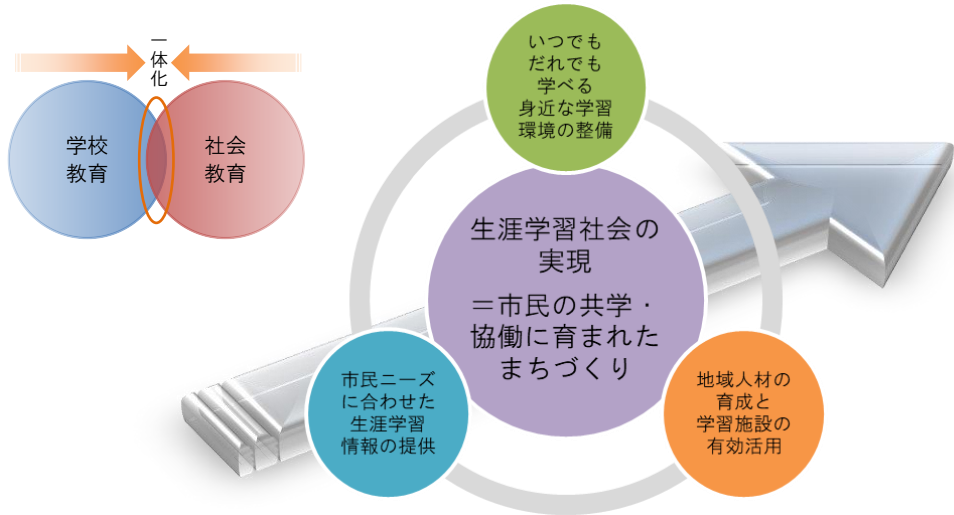 一体化
学校
教育
社会
教育
いつでも
だれでも
学べる
身近な学習
環境の整備
生涯学習社会の
実現
＝市民の共学・
協働に育まれた
まちづくり
市民ニーズ
に合わせた
生涯学習
情報の提供
地域人材の
育成と
学習施設の
有効活用